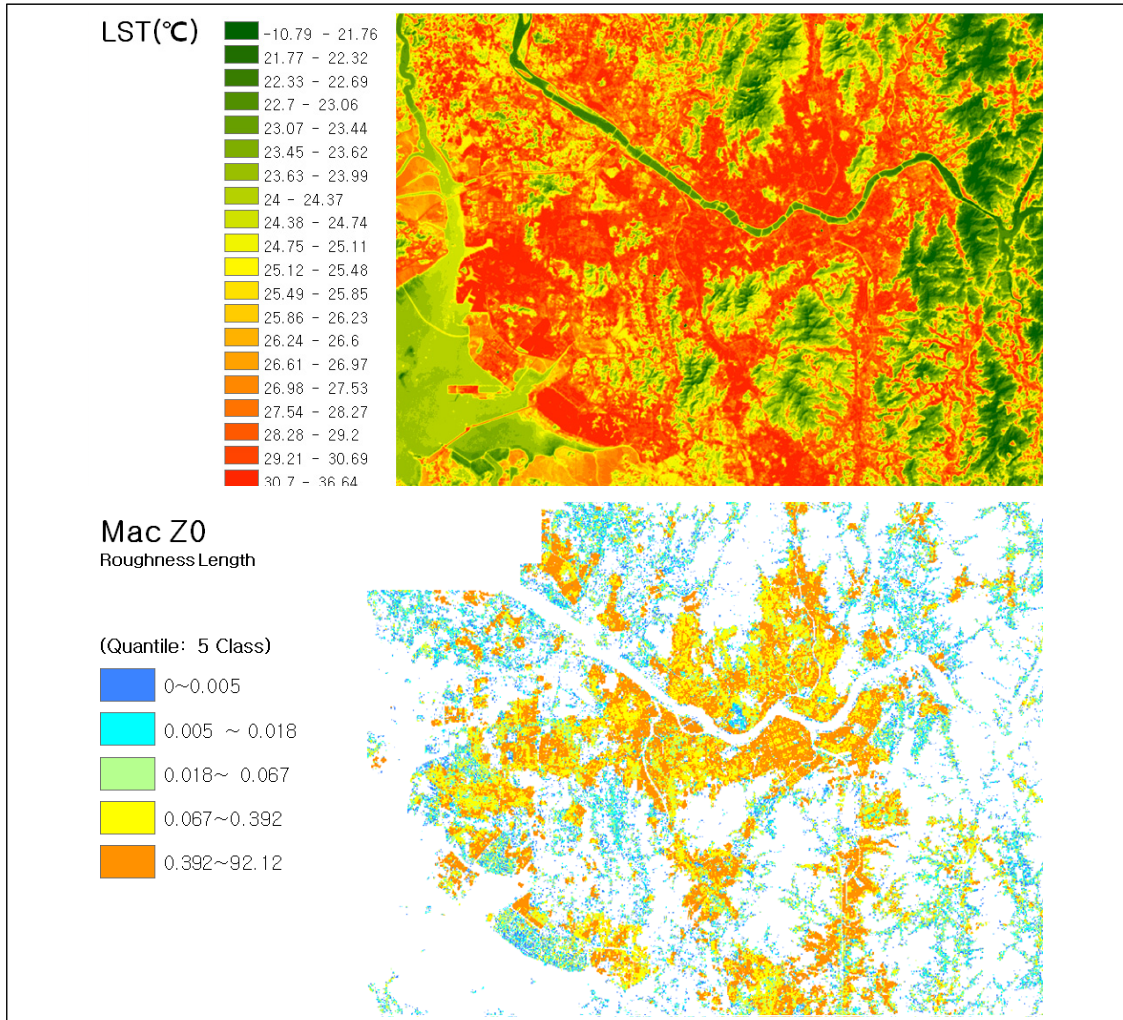 LST(℃)
-10.79 - 21.76
21.77 - 22.32
22.33 - 22.69
22.7 - 23.06
23.07 - 23.44
23.45 - 23.62
23.63 - 23.99
24 - 24.37
24.38 - 24.74
24.75 - 25.11
25.12 - 25.48
25.49 - 25.85
25.86 - 26.23
26.24 - 26.6
26.61 - 26.97
26.98 - 27.53
27.54 - 28.27
28.28 - 29.2
29.21 - 30.69
30.7 - 36.64
Mac Z0
Roughness Length
(Quantile: 5 Class)
0~0.005
0.005 ~ 0.018
0.018~ 0.067
0.067~0.392
0.392~92.12